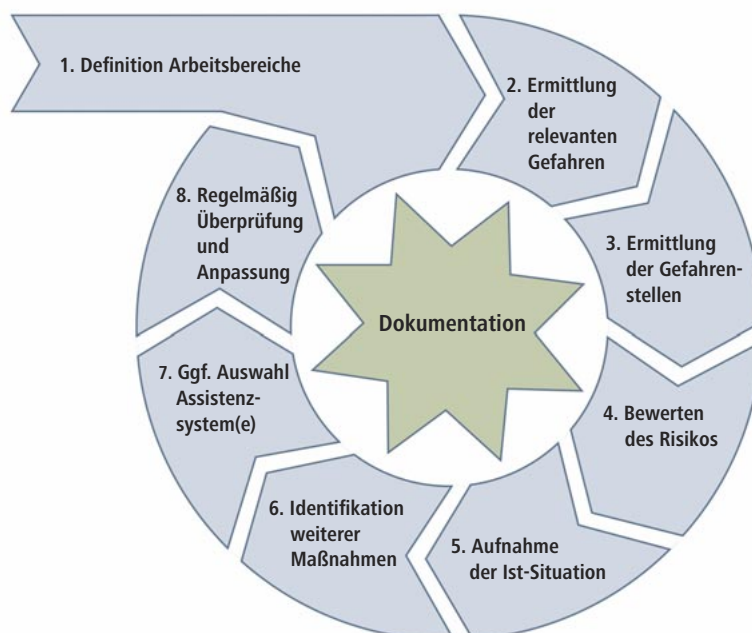 1. Definition Arbeitsbereiche
2. Ermittlung
der
relevanten
Gefahren
3. Ermittlung
der Gefahren-
stellen
4. Bewerten
des Risikos
5. Aufnahme
der Ist-Situation
6. Identifikation
weiterer
Maßnahmen
7. Ggf. Auswahl
Assistenz-
system(e)
8. Regelmäßig
Überprüfung
und
Anpassung
Dokumentation